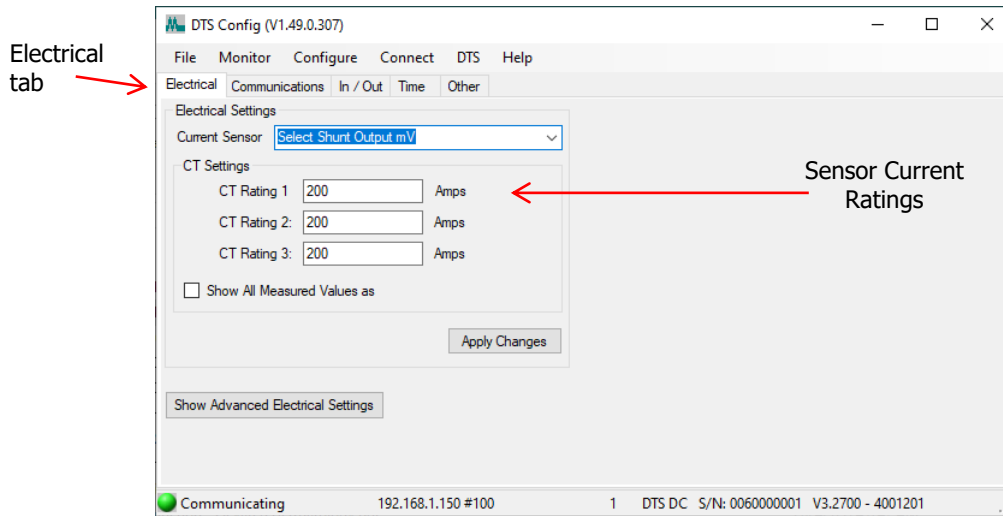 DTS Config (V1.49.0.307)
File Monitor Configure Connect DTS Help
Electrical
tab
Electrical Communications In / Out Time Other
Electrical Settings
Current Sensor Select Shunt Output mV
CT Settings
CT Rating 1 200 Amps
CT Rating 2: 200 Amps
CT Rating 3: 200 Amps
Sensor Current
Ratings
Show All Measured Values as
Apply Changes
Show Advanced Electrical Settings
Communicating 192.168.1.150 #100 1 DTS DC S/N: 0060000001 V3.2700 - 4001201